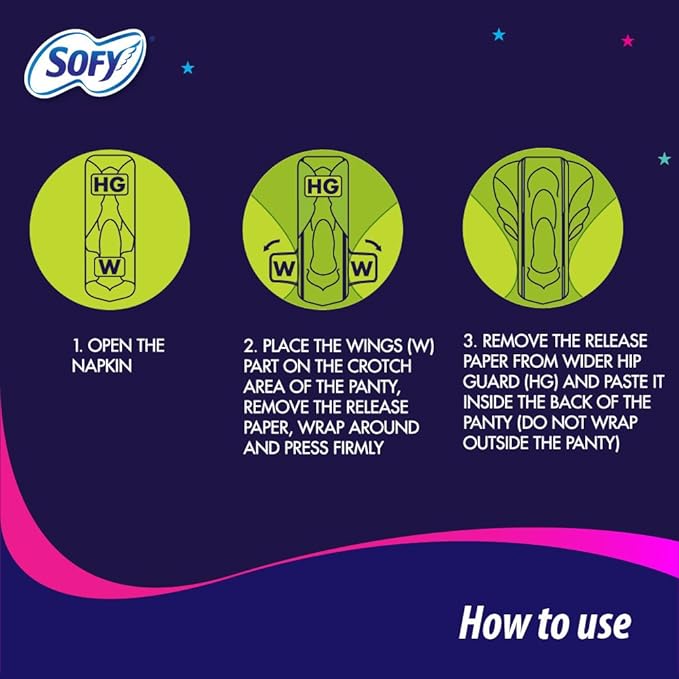 SOFY
HG
W
HG
W W
1. OPEN THE
NAPKIN
2. PLACE THE WINGS (W)
PART ON THE CROTCH
AREA OF THE PANTY,
REMOVE THE RELEASE
PAPER, WRAP AROUND
AND PRESS FIRMLY
3. REMOVE THE RELEASE
PAPER FROM WIDER HIP
GUARD (HG) AND PASTE IT
INSIDE THE BACK OF THE
PANTY (DO NOT WRAP
OUTSIDE THE PANTY)
How to use